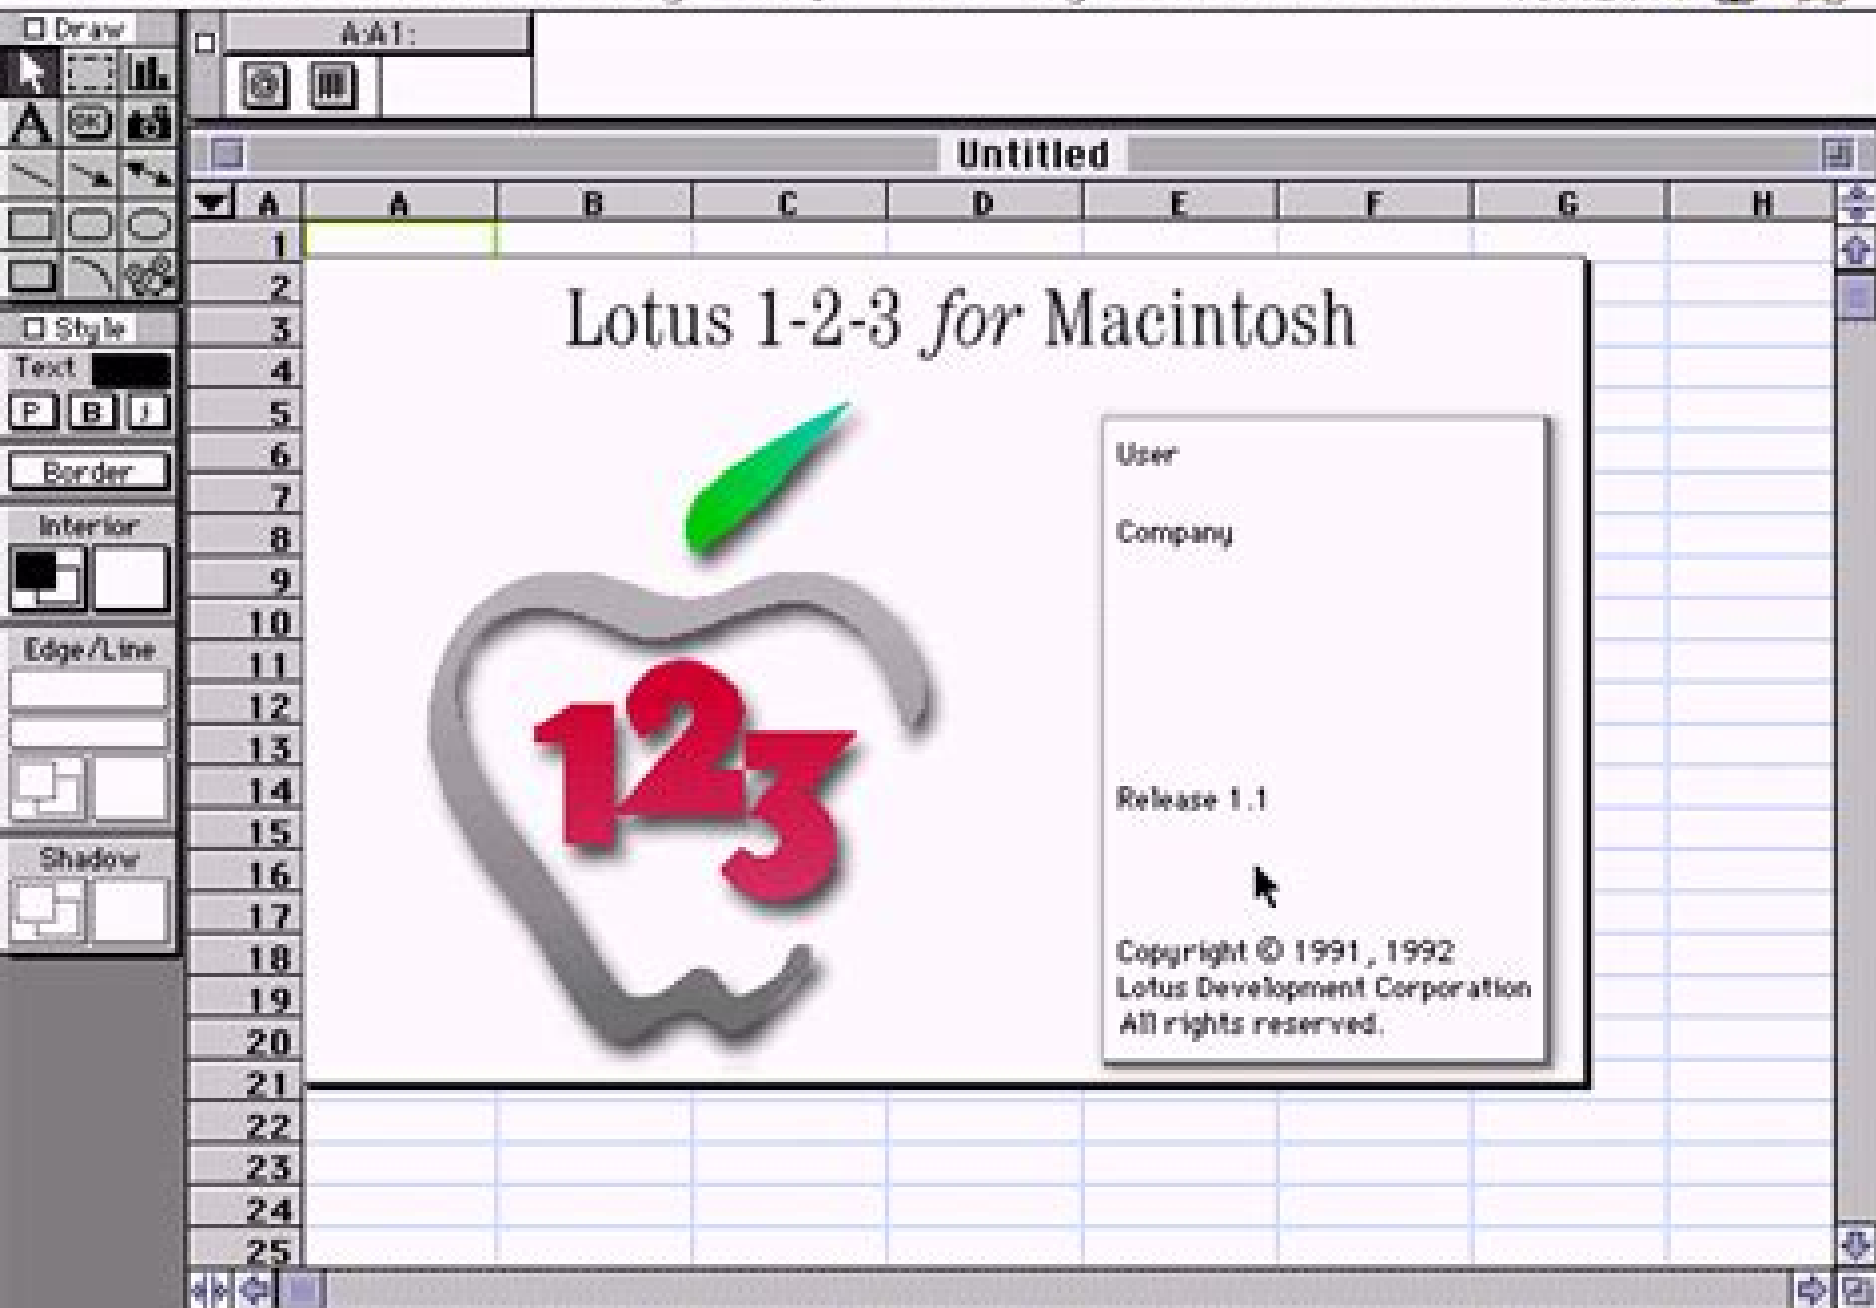 Draw
A:A1:
A
OK
Untitled
A A B C D E F G H
1
2
3
4
5
6
7
8
9
10
11
12
13
14
15
16
17
18
19
20
21
22
23
24
25
Style
Text
P B I
Border
Interior
Edge/Line
Shadow
Lotus 1-2-3 for Macintosh
123
User
Company
Release 1.1
Copyright © 1991, 1992
Lotus Development Corporation
All rights reserved.